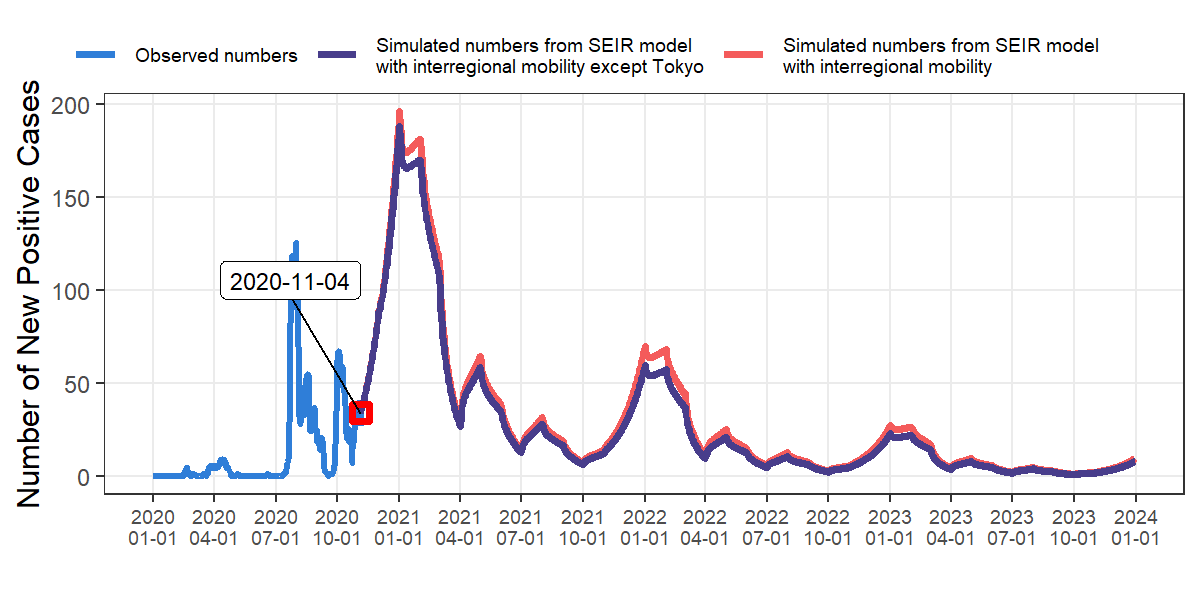 Observed numbers
Simulated numbers from SEIR model
with interregional mobility except Tokyo
Simulated numbers from SEIR model
with interregional mobility
Number of New Positive Cases
200
150
100
50
0
2020-11-04
2020 2020 2020 2020 2021 2021 2021 2021 2022 2022 2022 2022 2023 2023 2023 2023 2024
01-01 04-01 07-01 10-01 01-01 04-01 07-01 10-01 01-01 04-01 07-01 10-01 01-01 04-01 07-01 10-01 01-01